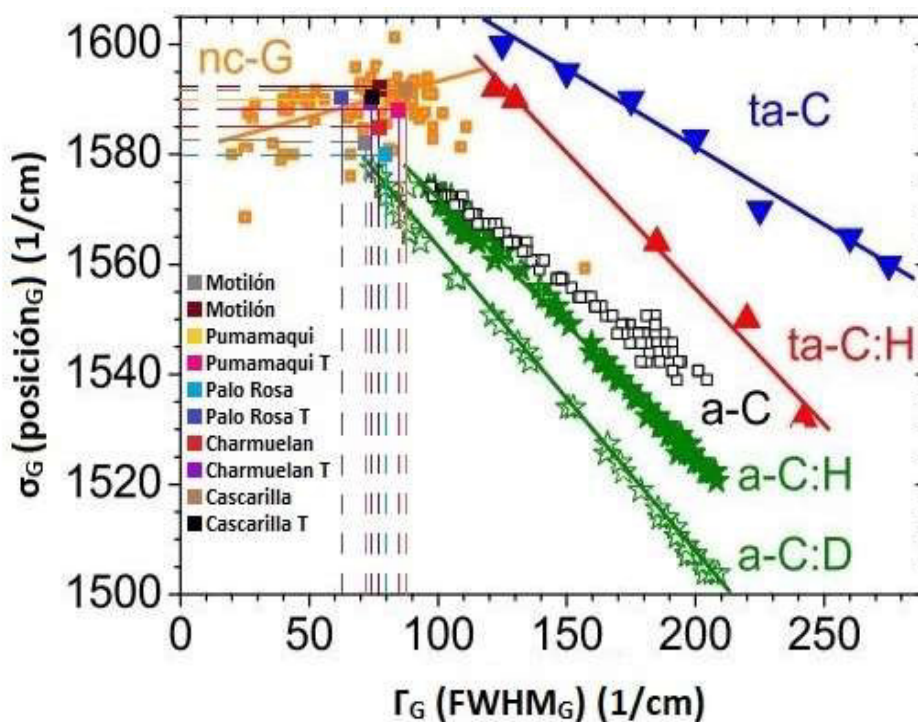 1600
1580
1560
1540
1520
1500
σG (posiciónG) (1/cm)
nc-G
ta-C
ta-C:H
a-C
a-C:H
a-C:D
Motilón
Motilón
Pumamaqui
Pumamaqui T
Palo Rosa
Palo Rosa T
Charmuelan
Charmuelan T
Cascarilla
Cascarilla T
0 50 100 150 200 250
ΓG (FWHMG) (1/cm)